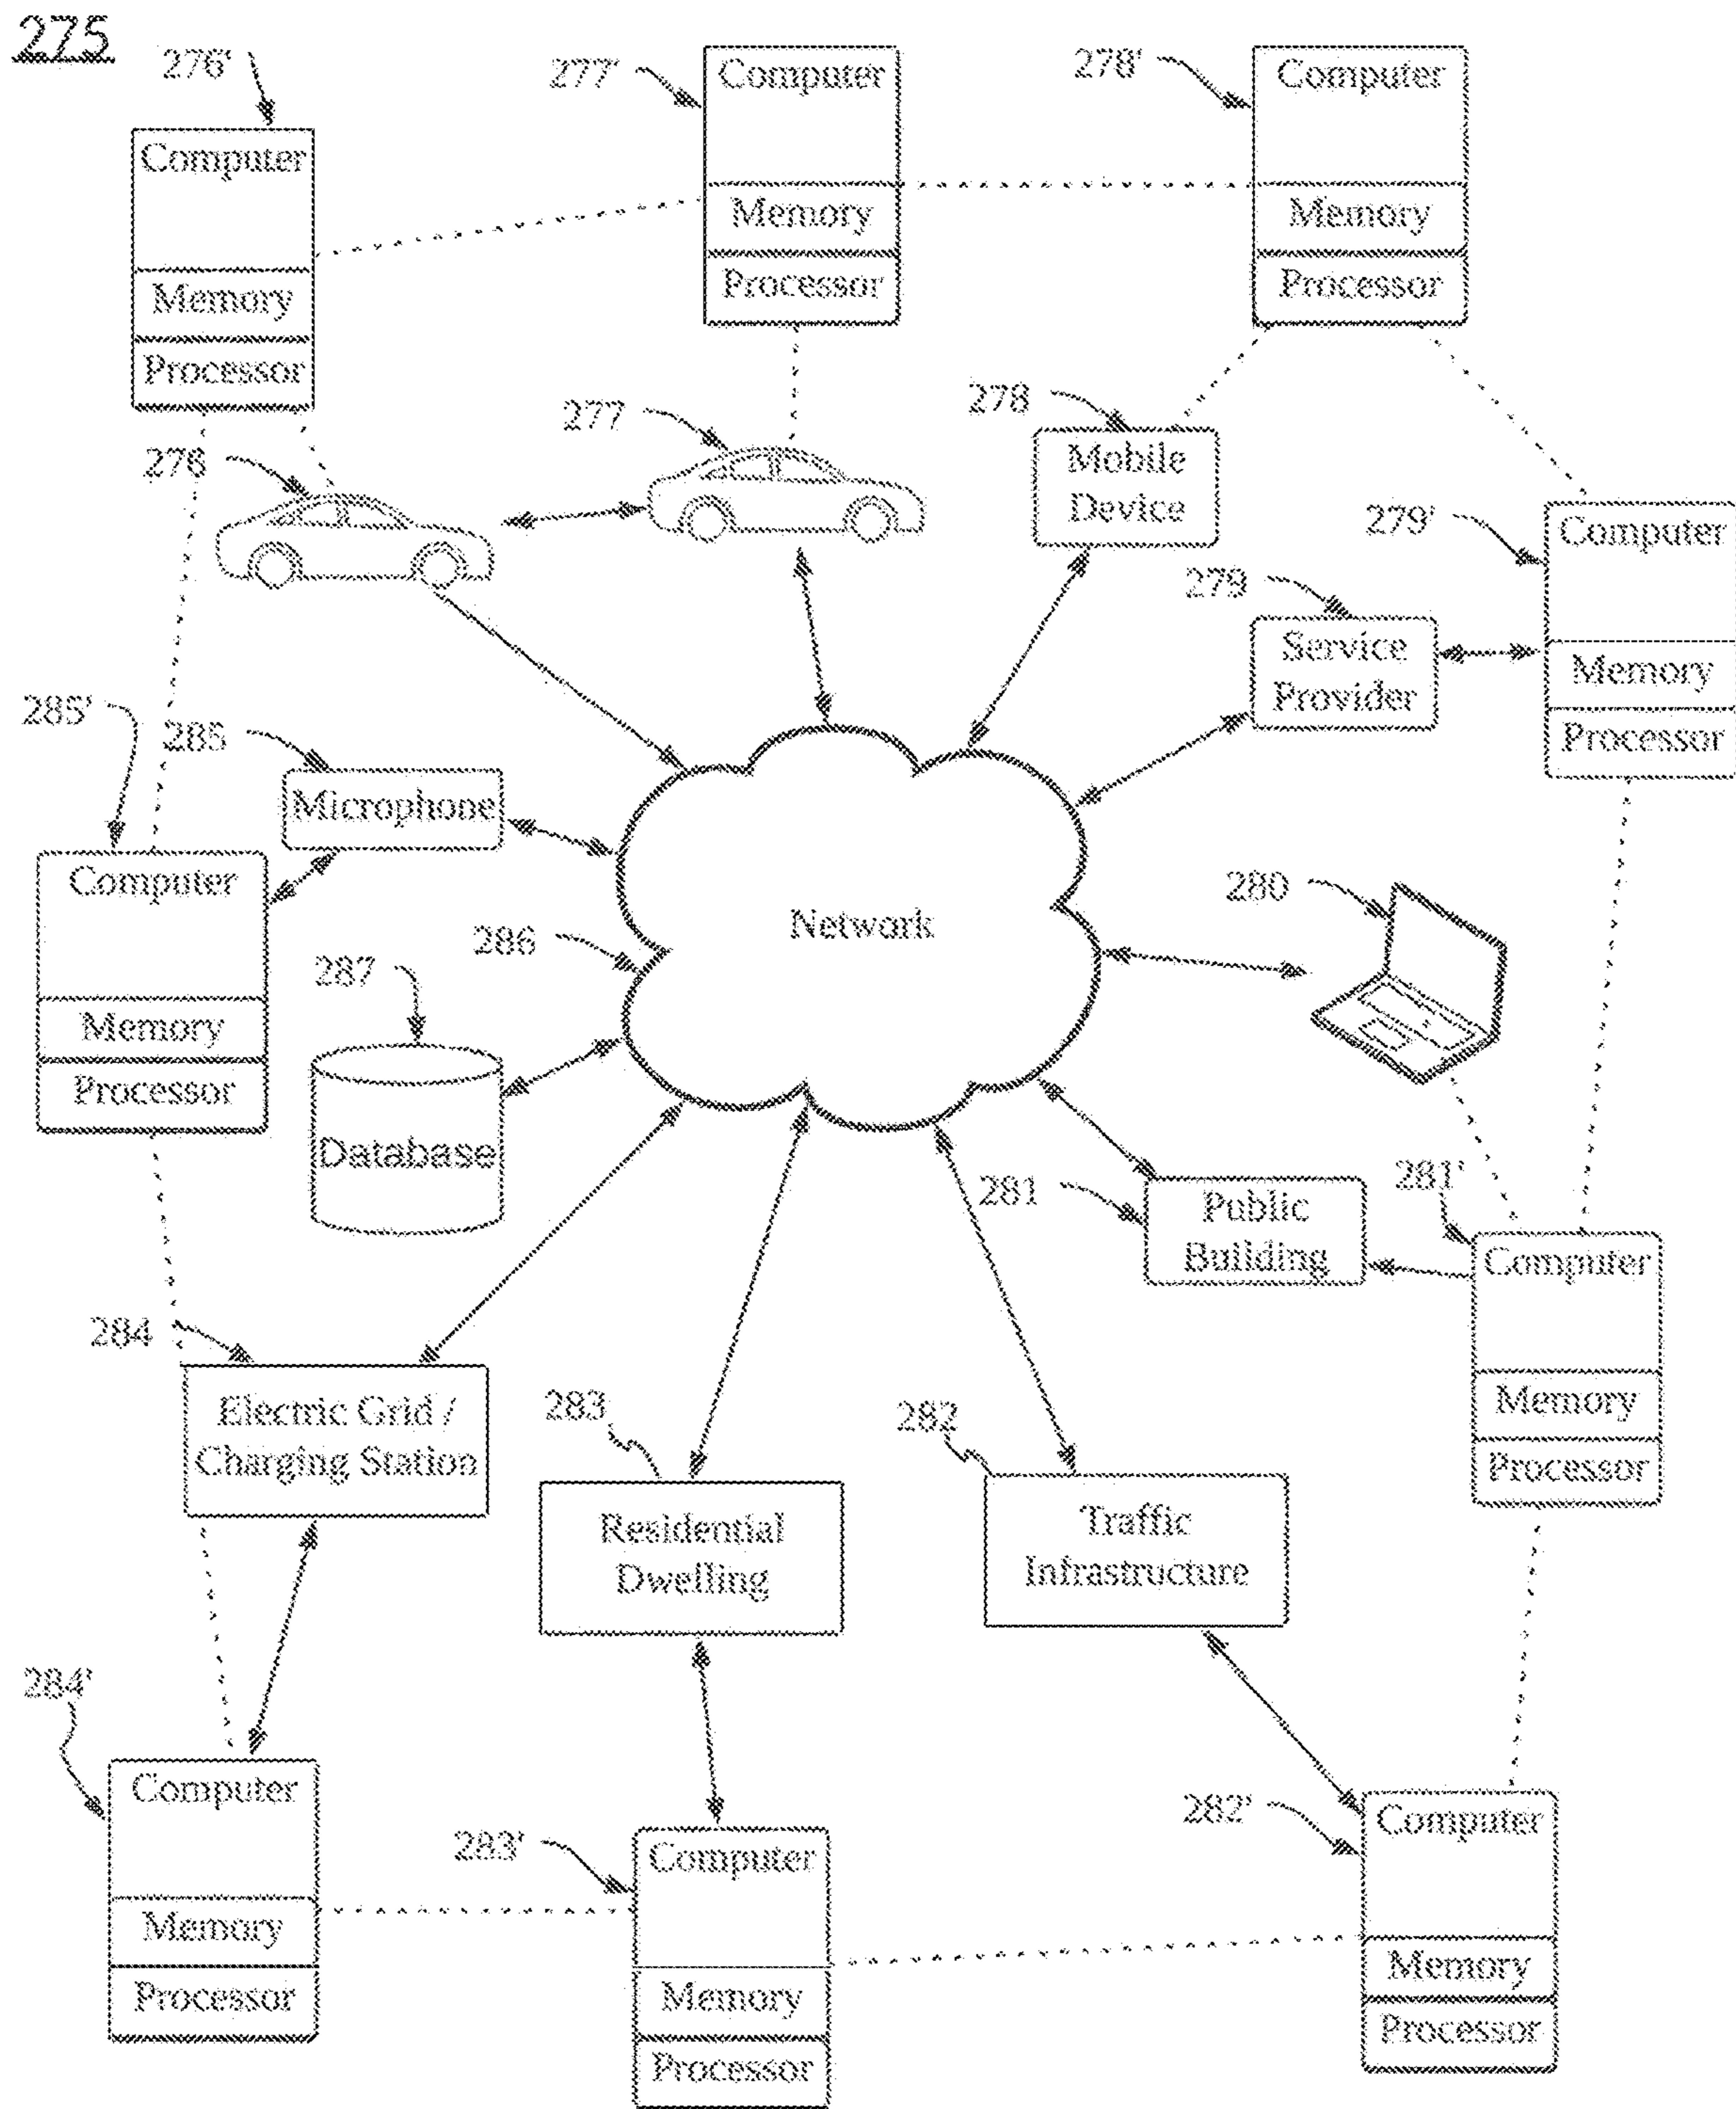 275
276'
277'
278'
Computer
Memory
Processor
Computer
Memory
Processor
Computer
Memory
Processor
276
277
278
Mobile
Device
279'
Computer
Memory
Processor
279
Service
Provider
285'
285
Microphone
Computer
Memory
Processor
286
Network
280
287
Database
281
Public
Building
281'
Computer
Memory
Processor
284
Electric Grid /
Charging Station
283
Residential
Dwelling
282
Traffic
Infrastructure
284'
Computer
Memory
Processor
283'
Computer
Memory
Processor
282'
Computer
Memory
Processor